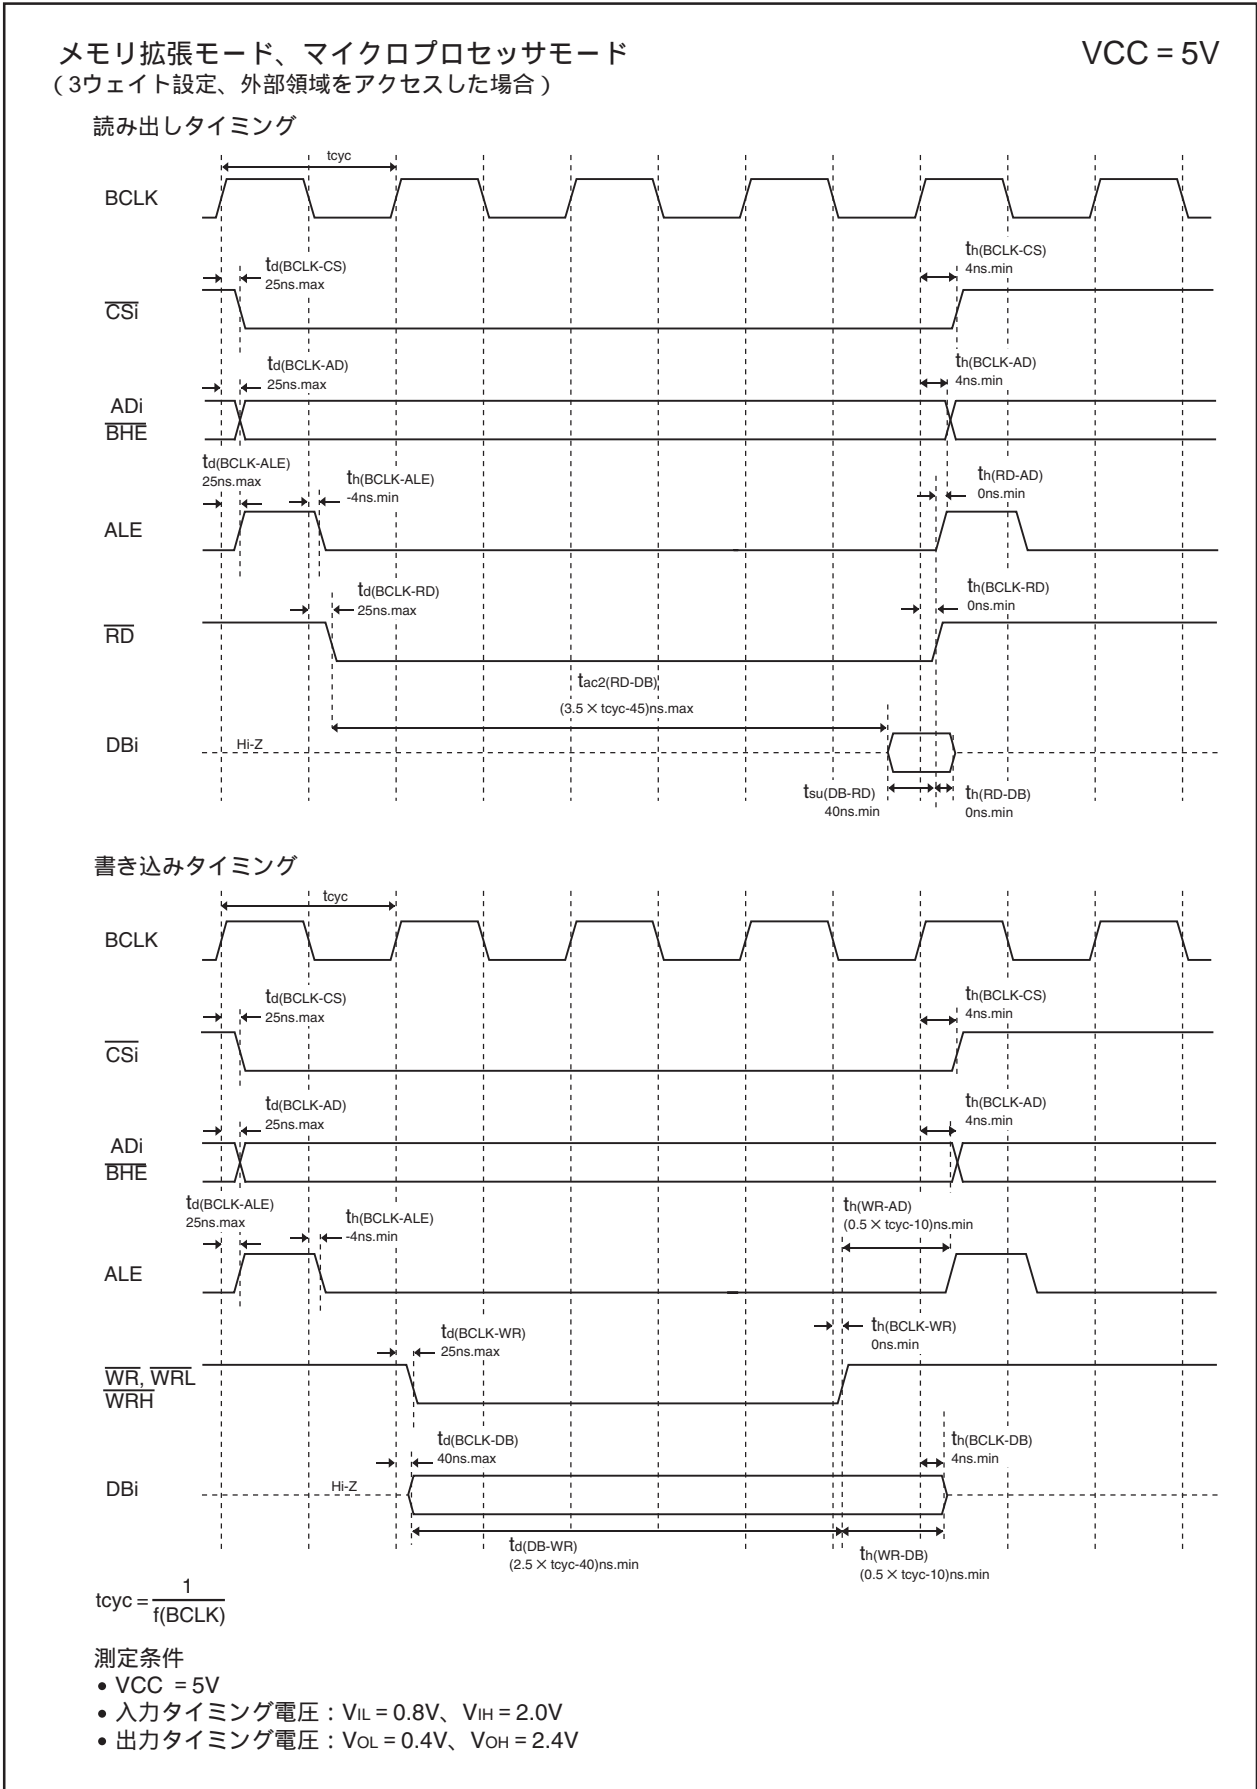 メモリ拡張モード、マイクロプロセッサモード
VCC = 5V
(3ウェイト設定、外部領域をアクセスした場合)
読み出しタイミング
tcyc
BCLK
td(BCLK-CS)
25ns.max
th(BCLK-CS)
4ns.min
CSi
td(BCLK-AD)
25ns.max
th(BCLK-AD)
4ns.min
ADi
BHE
td(BCLK-ALE)
25ns.max
th(BCLK-ALE)
-4ns.min
th(RD-AD)
0ns.min
ALE
td(BCLK-RD)
25ns.max
th(BCLK-RD)
0ns.min
RD
tac2(RD-DB)
(3.5 × tcyc-45)ns.max
DBi
Hi-Z
tsu(DB-RD)
40ns.min
th(RD-DB)
0ns.min
書き込みタイミング
tcyc
BCLK
td(BCLK-CS)
25ns.max
th(BCLK-CS)
4ns.min
CSi
td(BCLK-AD)
25ns.max
th(BCLK-AD)
4ns.min
ADi
BHE
td(BCLK-ALE)
25ns.max
th(BCLK-ALE)
-4ns.min
th(WR-AD)
(0.5 × tcyc-10)ns.min
ALE
td(BCLK-WR)
25ns.max
th(BCLK-WR)
0ns.min
WR, WRL
WRH
td(BCLK-DB)
40ns.max
th(BCLK-DB)
4ns.min
DBi
Hi-Z
td(DB-WR)
(2.5 × tcyc-40)ns.min
th(WR-DB)
(0.5 × tcyc-10)ns.min
tcyc = 1/f(BCLK)
測定条件
• VCC = 5V
• 入力タイミング電圧：VIL = 0.8V、VIH = 2.0V
• 出力タイミング電圧：VOL = 0.4V、VOH = 2.4V